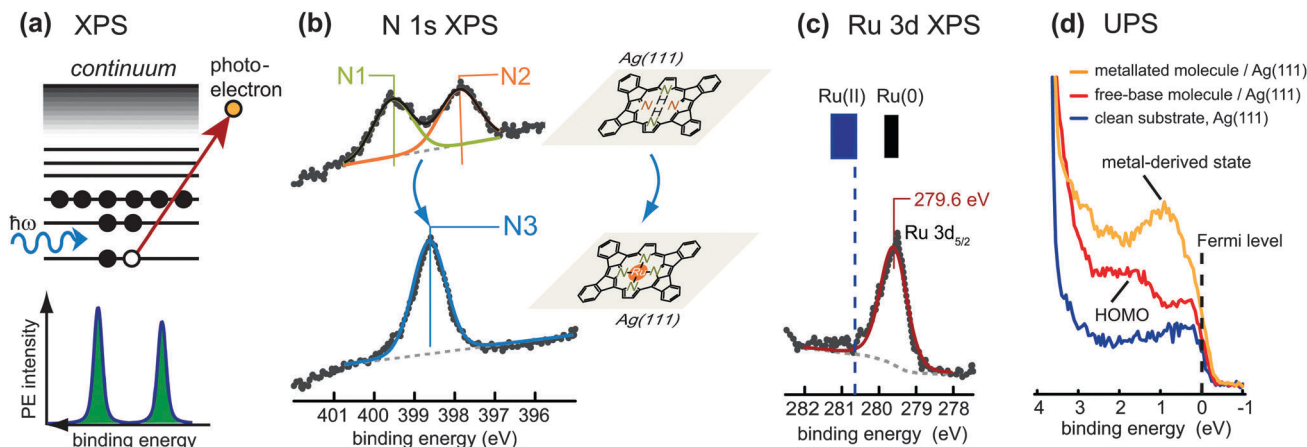 (a) XPS
continuum
photo-
electron
ħω
PE intensity
binding energy
(b) N 1s XPS
N1
N2
Ag(111)
N
N
N
N
H
H
N3
N
N
N
N
Ru
Ag(111)
401 400 399 398 397 396
binding energy (eV)
(c) Ru 3d XPS
Ru(II)
Ru(0)
279.6 eV
Ru 3d5/2
282 281 280 279 278
binding energy (eV)
(d) UPS
metallated molecule / Ag(111)
free-base molecule / Ag(111)
clean substrate, Ag(111)
metal-derived state
Fermi level
HOMO
4 3 2 1 0 -1
binding energy (eV)